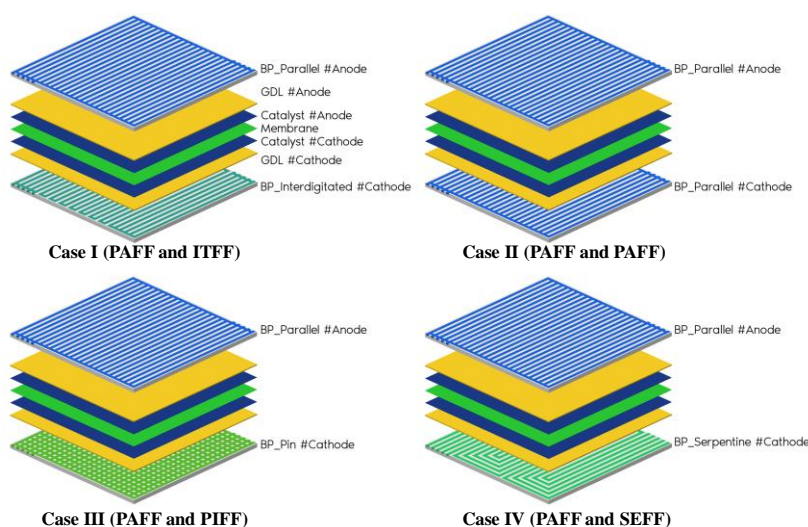 BP_Parallel #Anode
GDL #Anode
Catalyst #Anode
Membrane
Catalyst #Cathode
GDL #Cathode
BP_Interdigitated #Cathode
Case I (PAFF and ITFF)
BP_Parallel #Anode
BP_Parallel #Cathode
Case II (PAFF and PAFF)
BP_Parallel #Anode
BP_Pin #Cathode
Case III (PAFF and PIFF)
BP_Parallel #Anode
BP_Serpentine #Cathode
Case IV (PAFF and SEFF)